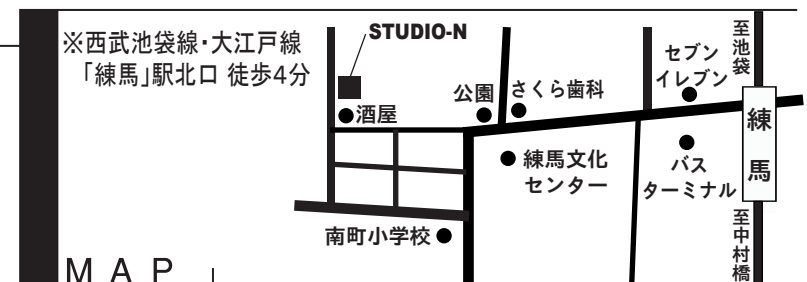 ※西武池袋線･大江戸線
「練馬」駅北口 徒歩4分
STUDIO-N
酒屋
公園
さくら歯科
セブン
イレブン
至池袋
練馬
練馬文化
センター
バス
ターミナル
南町小学校
至中村橋
MAP